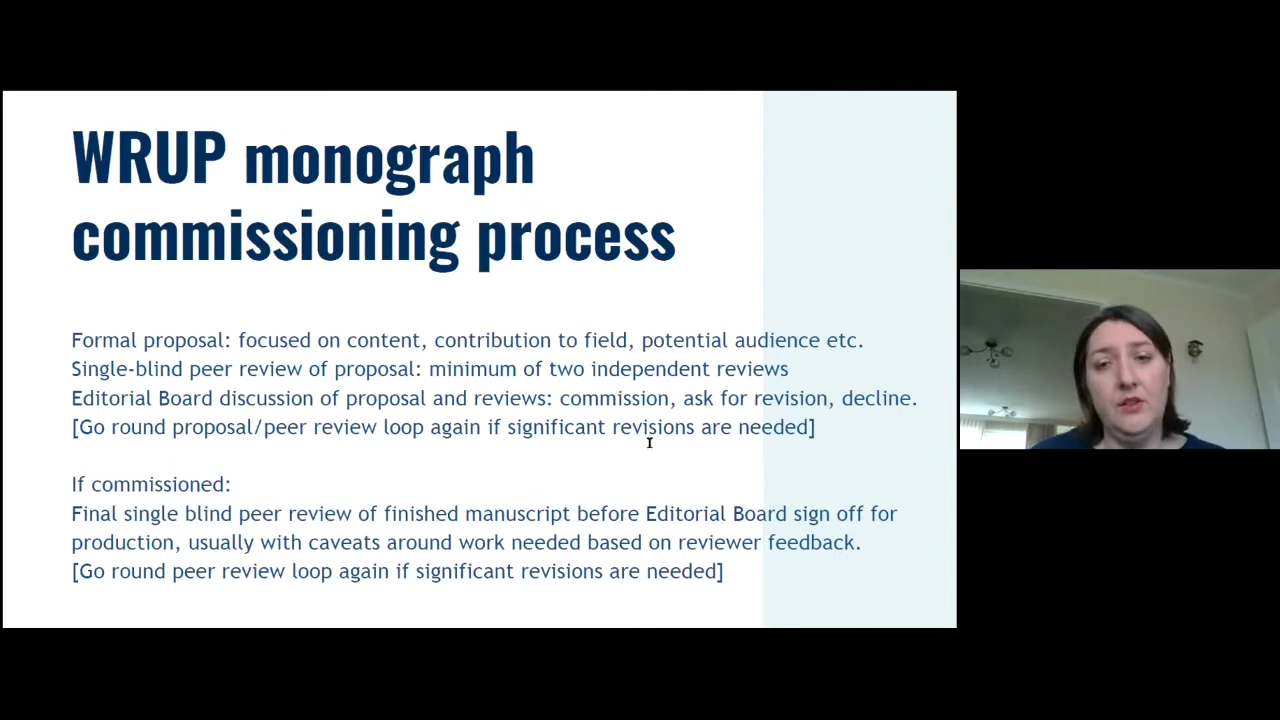 WRUP monograph
commissioning process
Formal proposal: focused on content, contribution to field, potential audience etc.
Single-blind peer review of proposal: minimum of two independent reviews
Editorial Board discussion of proposal and reviews: commission, ask for revision, decline.
[Go round proposal/peer review loop again if significant revisions are needed]
If commissioned:
Final single blind peer review of finished manuscript before Editorial Board sign off for
production, usually with caveats around work needed based on reviewer feedback.
[Go round peer review loop again if significant revisions are needed]